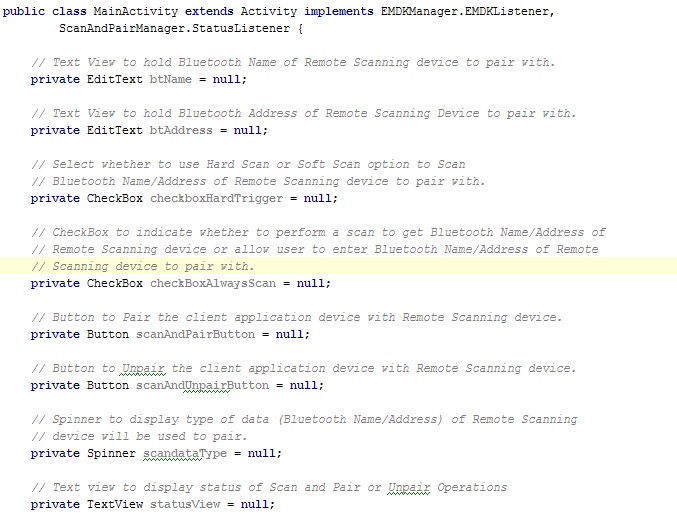 public class MainActivity extends Activity implements EMDKManager.EMDKListener,
ScanAndPairManager.StatusListener {
// Text View to hold Bluetooth Name of Remote Scanning device to pair with.
private EditText btName = null;
// Text View to hold Bluetooth Address of Remote Scanning Device to pair with.
private EditText btAddress = null;
// Select whether to use Hard Scan or Soft Scan option to Scan
// Bluetooth Name/Address of Remote Scanning device to pair with.
private CheckBox checkboxHardTrigger = null;
// CheckBox to indicate whether to perform a scan to get Bluetooth Name/Address of
// Remote Scanning device or allow user to enter Bluetooth Name/Address of Remote
// Scanning device to pair with.
private CheckBox checkBoxAlwaysScan = null;
// Button to Pair the client application device with Remote Scanning device.
private Button scanAndPairButton = null;
// Button to Unpair the client application device with Remote Scanning device.
private Button scanAndUnpairButton = null;
// Spinner to display type of data (Bluetooth Name/Address) of Remote Scanning
// device will be used to pair.
private Spinner scandataType = null;
// Text view to display status of Scan and Pair or Unpair Operations
private TextView statusView = null;